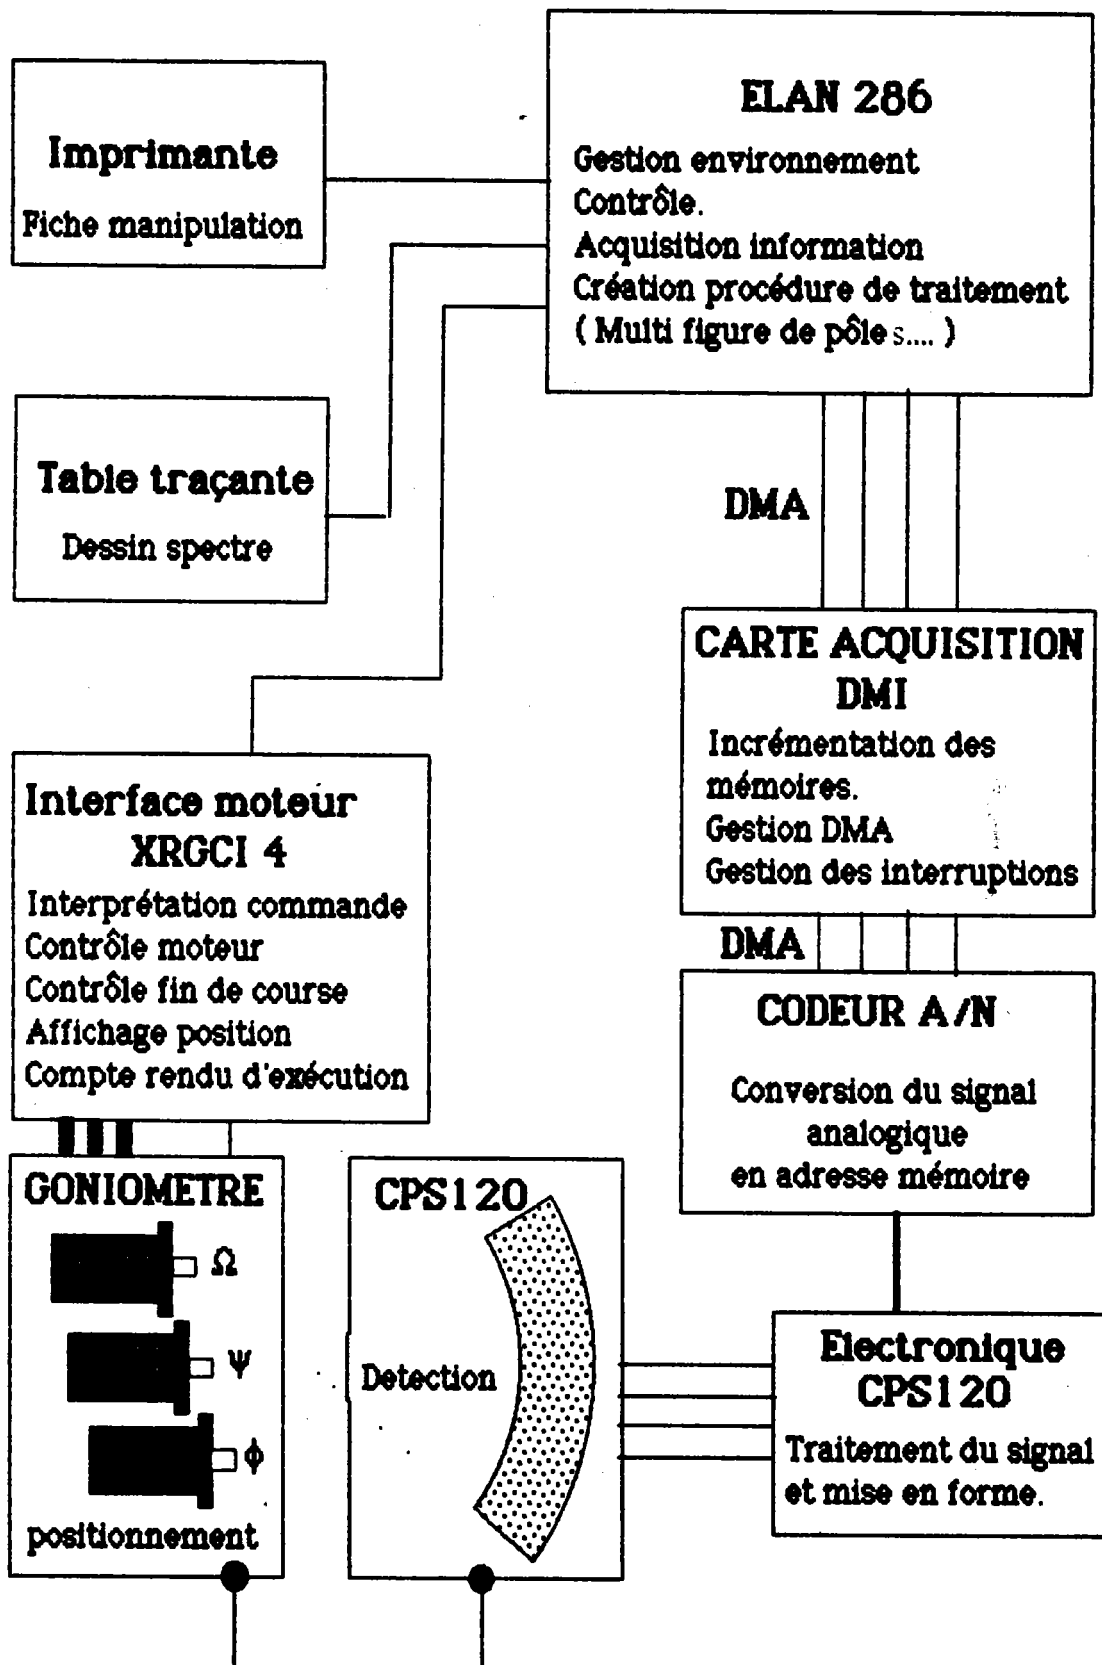 ELAN 286
Gestion environnement
Contrôle.
Acquisition information
Création procédure de traitement
( Multi figure de pôle s.... )
Imprimante
Fiche manipulation
Table traçante
Dessin spectre
DMA
CARTE ACQUISITION
DMI
Incrémentation des
mémoires.
Gestion DMA
Gestion des interruptions
Interface moteur
XRGCI 4
Interprétation commande
Contrôle moteur
Contrôle fin de course
Affichage position
Compte rendu d'exécution
DMA
CODEUR A/N
Conversion du signal
analogique
en adresse mémoire
GONIOMETRE
Ω
Ψ
ϕ
positionnement
CPS120
Detection
Electronique
CPS120
Traitement du signal
et mise en forme.